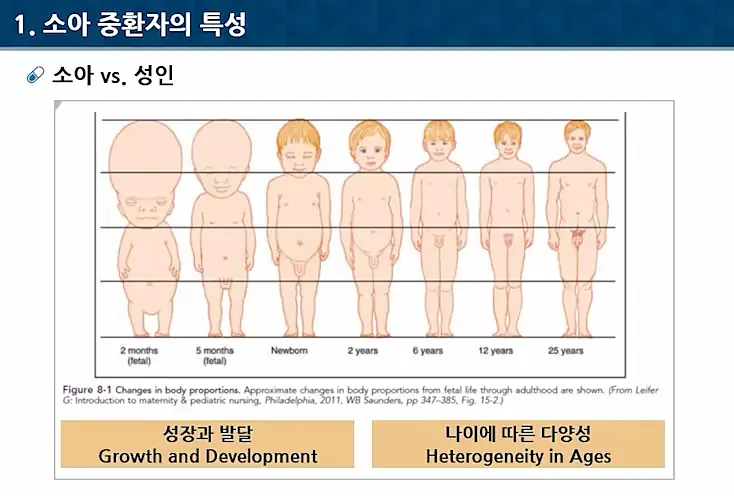 1. 소아 중환자의 특성
소아 vs. 성인
2 months
(fetal)
5 months
(fetal)
Newborn
2 years
6 years
12 years
25 years
Figure 8-1 Changes in body proportions. Approximate changes in body proportions from fetal life through adulthood are shown. (From Leifer
G: Introduction to maternity & pediatric nursing, Philadelphia, 2011, WB Saunders, pp 347–385, Fig. 15-2.)
성장과 발달
Growth and Development
나이에 따른 다양성
Heterogeneity in Ages